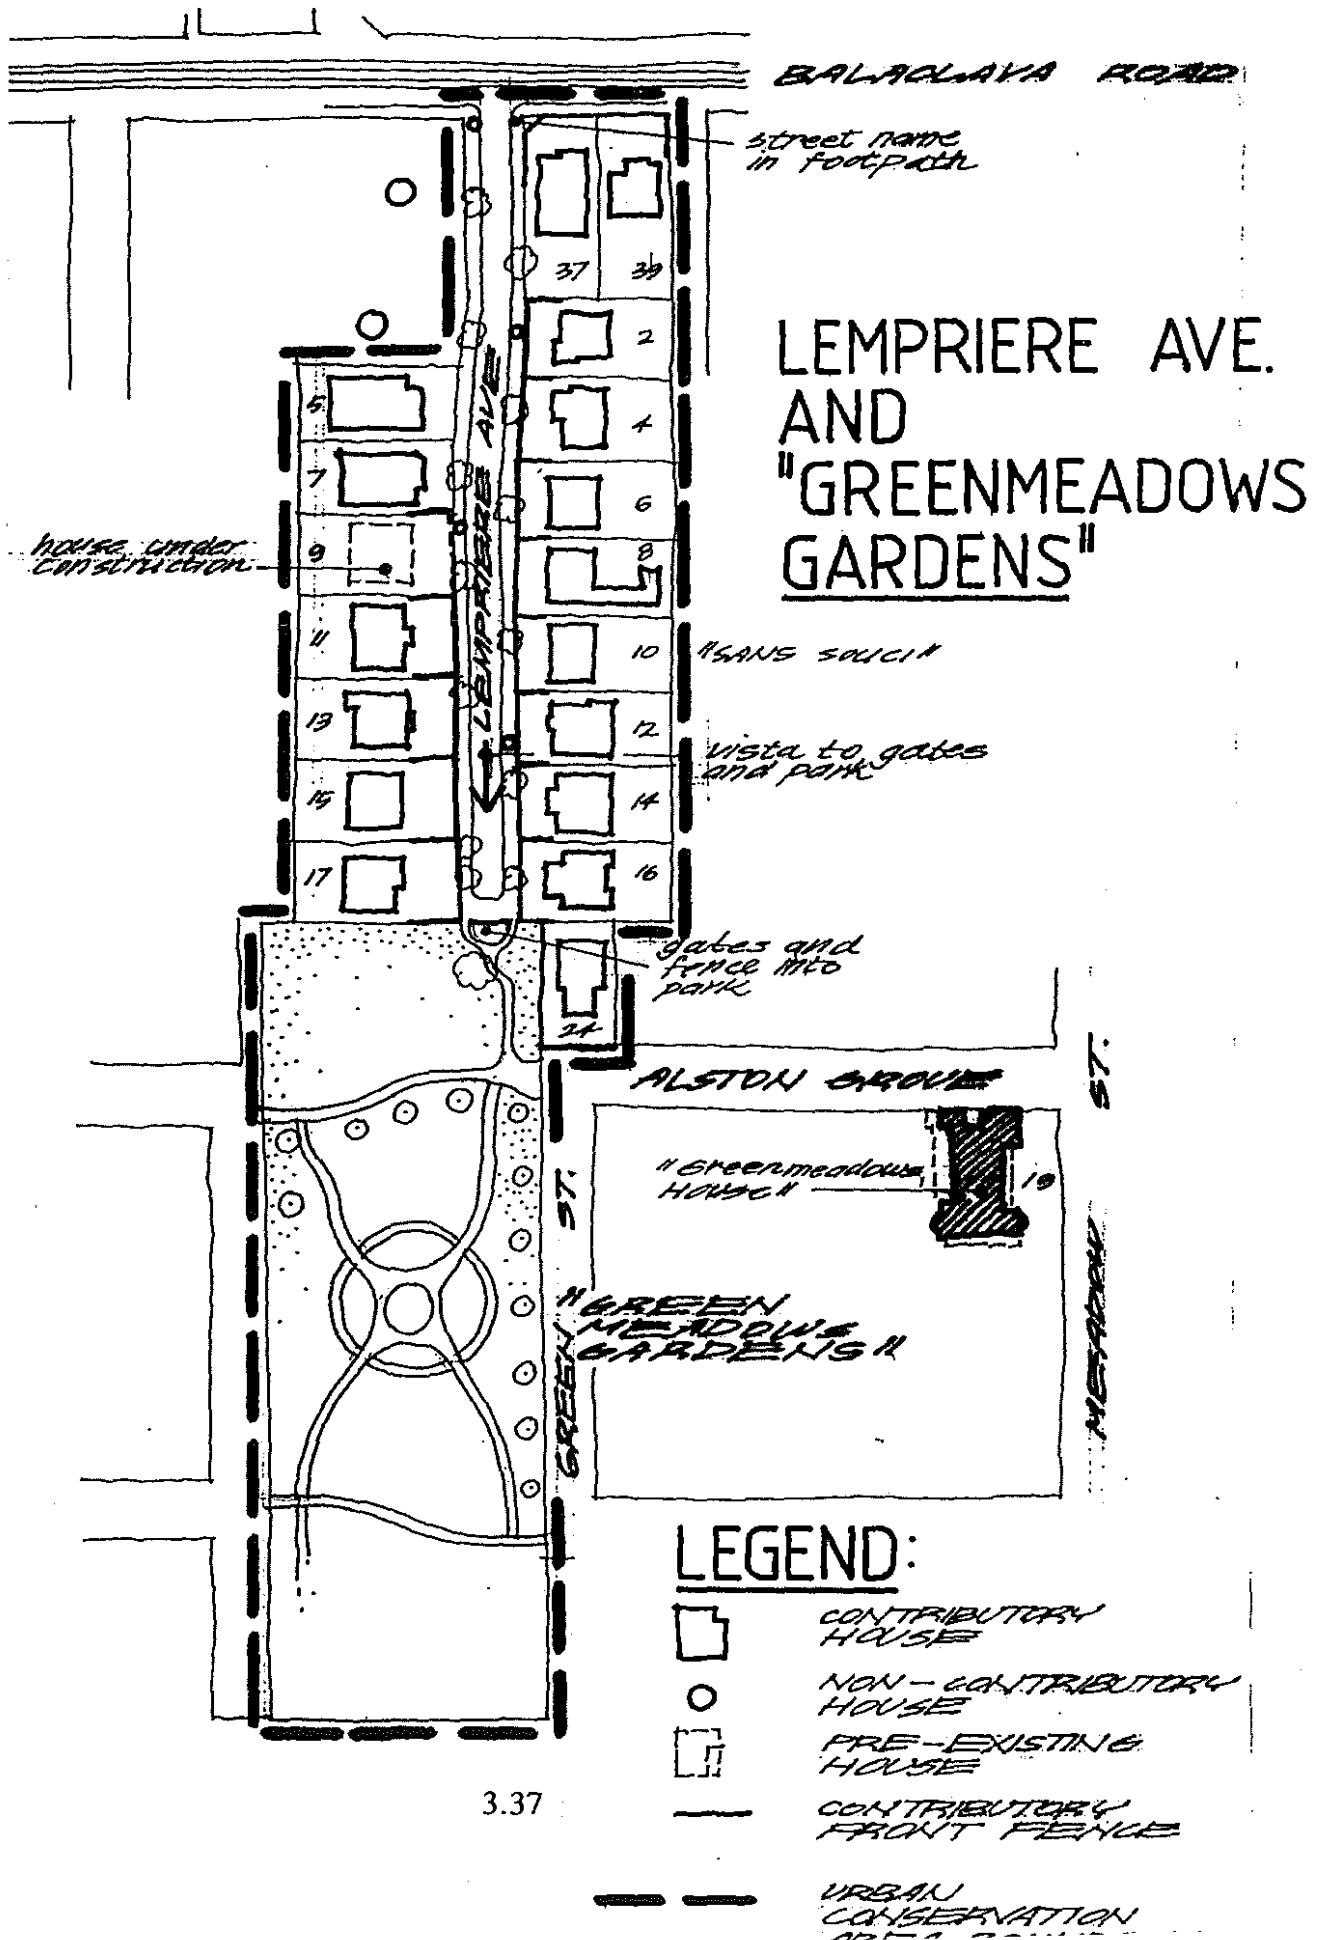 BALACLAVA ROAD
street name
in footpath
37
39
LEMPRIERE AVE.
AND
"GREENMEADOWS
GARDENS"
2
4
6
8
10
12
14
16
24
5
7
9
11
13
15
17
house under
construction
LEMPRIERE AVE
"SANS SOUCI"
vista to gates
and park
gates and
fence into
park
ALSTON GROVE
MEADOW ST.
"Greenmeadows
House"
19
GREEN ST.
"GREEN
MEADOWS
GARDENS"
LEGEND:
CONTRIBUTORY
HOUSE
NON-CONTRIBUTORY
HOUSE
PRE-EXISTING
HOUSE
CONTRIBUTORY
FRONT FENCE
URBAN
CONSERVATION
3.37